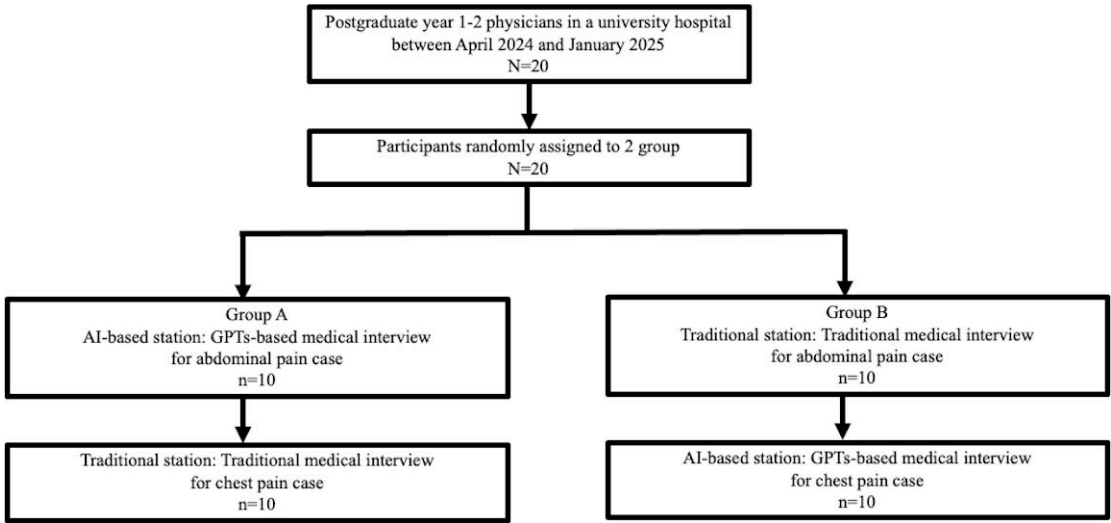 Postgraduate year 1-2 physicians in a university hospital
between April 2024 and January 2025
N=20
Participants randomly assigned to 2 group
N=20
Group A
AI-based station: GPTs-based medical interview
for abdominal pain case
n=10
Group B
Traditional station: Traditional medical interview
for abdominal pain case
n=10
Traditional station: Traditional medical interview
for chest pain case
n=10
AI-based station: GPTs-based medical interview
for chest pain case
n=10